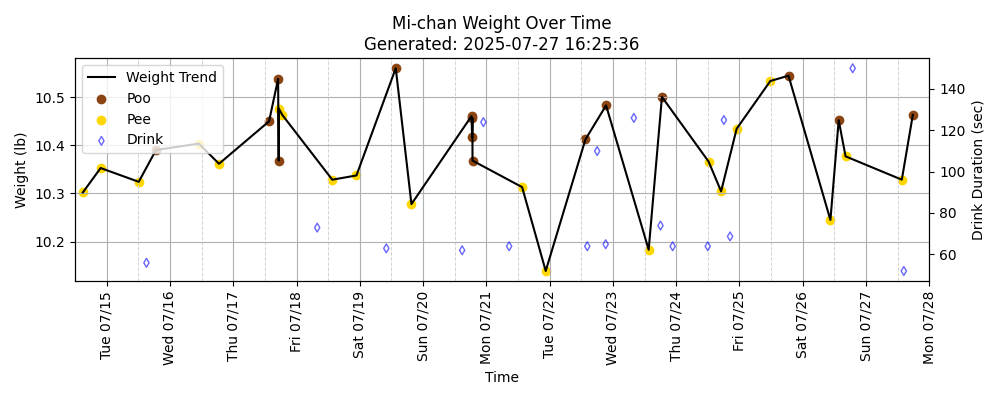 Mi-chan Weight Over Time
Generated: 2025-07-27 16:25:36
Weight Trend
Poo
Pee
Drink
Weight (lb)
10.5
10.4
10.3
10.2
Drink Duration (sec)
140
120
100
80
60
Tue 07/15
Wed 07/16
Thu 07/17
Fri 07/18
Sat 07/19
Sun 07/20
Mon 07/21
Tue 07/22
Wed 07/23
Thu 07/24
Fri 07/25
Sat 07/26
Sun 07/27
Mon 07/28
Time